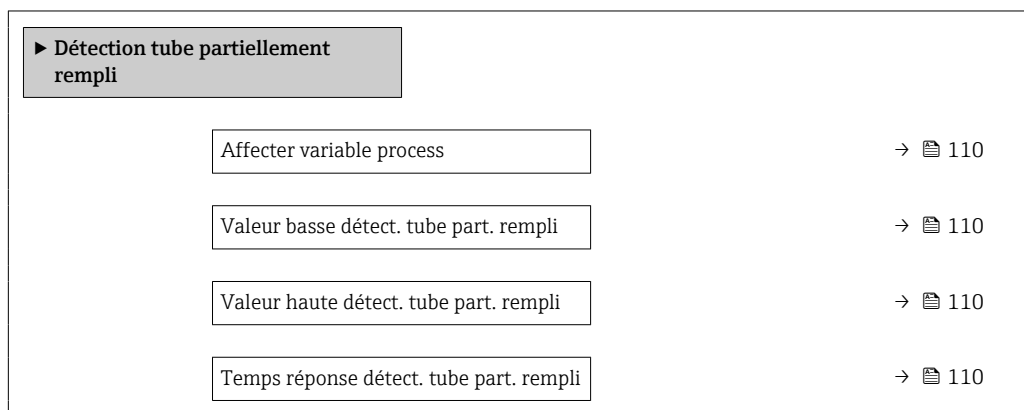 ► Détection tube partiellement
rempli
Affecter variable process → 110
Valeur basse détect. tube part. rempli → 110
Valeur haute détect. tube part. rempli → 110
Temps réponse détect. tube part. rempli → 110